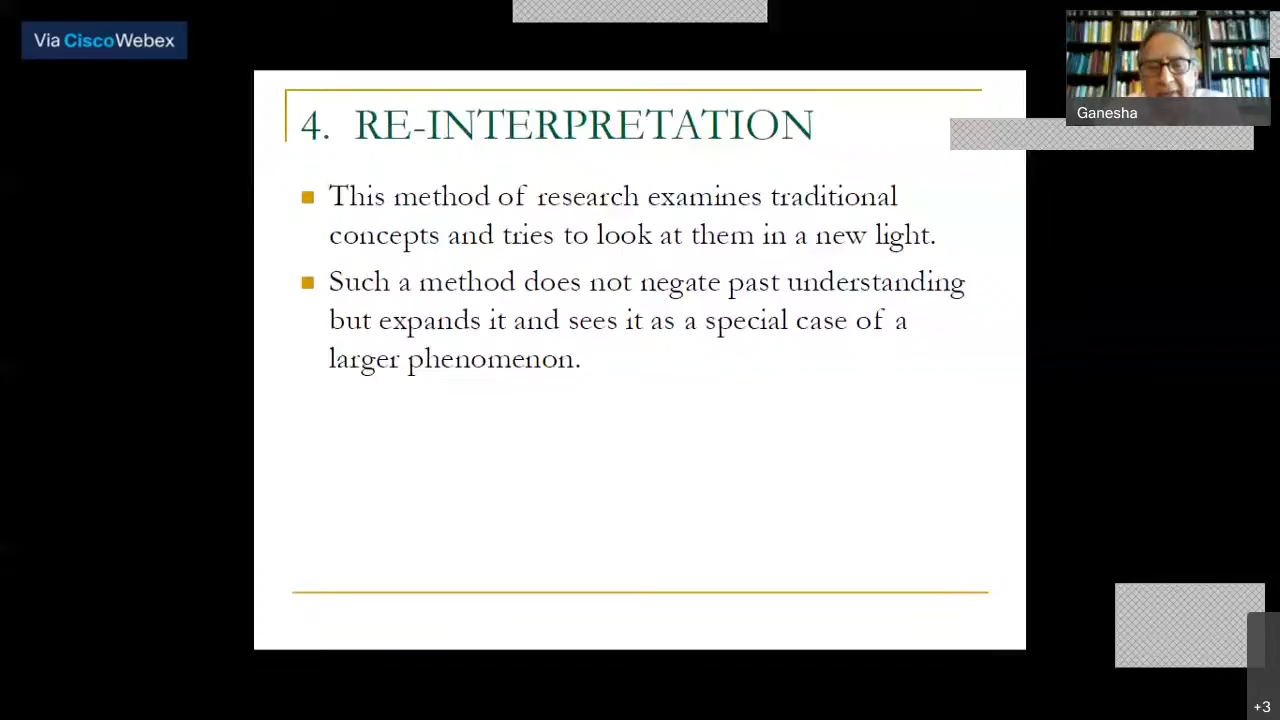 Via Cisco Webex
Ganesha
4. RE-INTERPRETATION
This method of research examines traditional
concepts and tries to look at them in a new light.
Such a method does not negate past understanding
but expands it and sees it as a special case of a
larger phenomenon.
+3